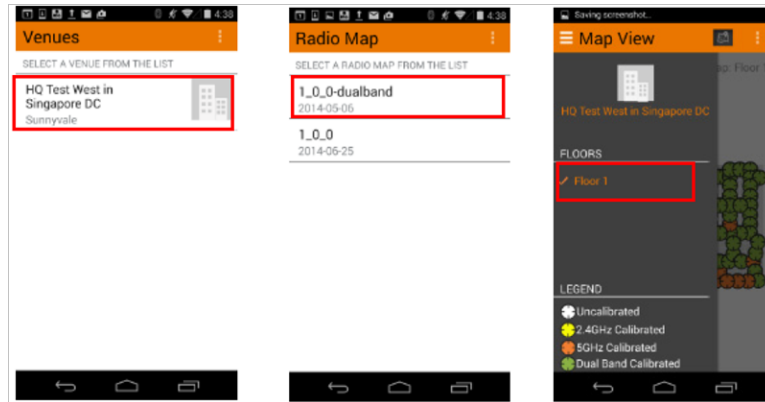 4:38
Venues
SELECT A VENUE FROM THE LIST
HQ Test West in
Singapore DC
Sunnyvale
4:38
Radio Map
SELECT A RADIO MAP FROM THE LIST
1_0_0-dualband
2014-05-06
1_0_0
2014-06-25
Saving screenshot...
Map View
ap: Floor 1
HQ Test West in Singapore DC
FLOORS
Floor 1
LEGEND
Uncalibrated
2.4GHz Calibrated
5GHz Calibrated
Dual Band Calibrated